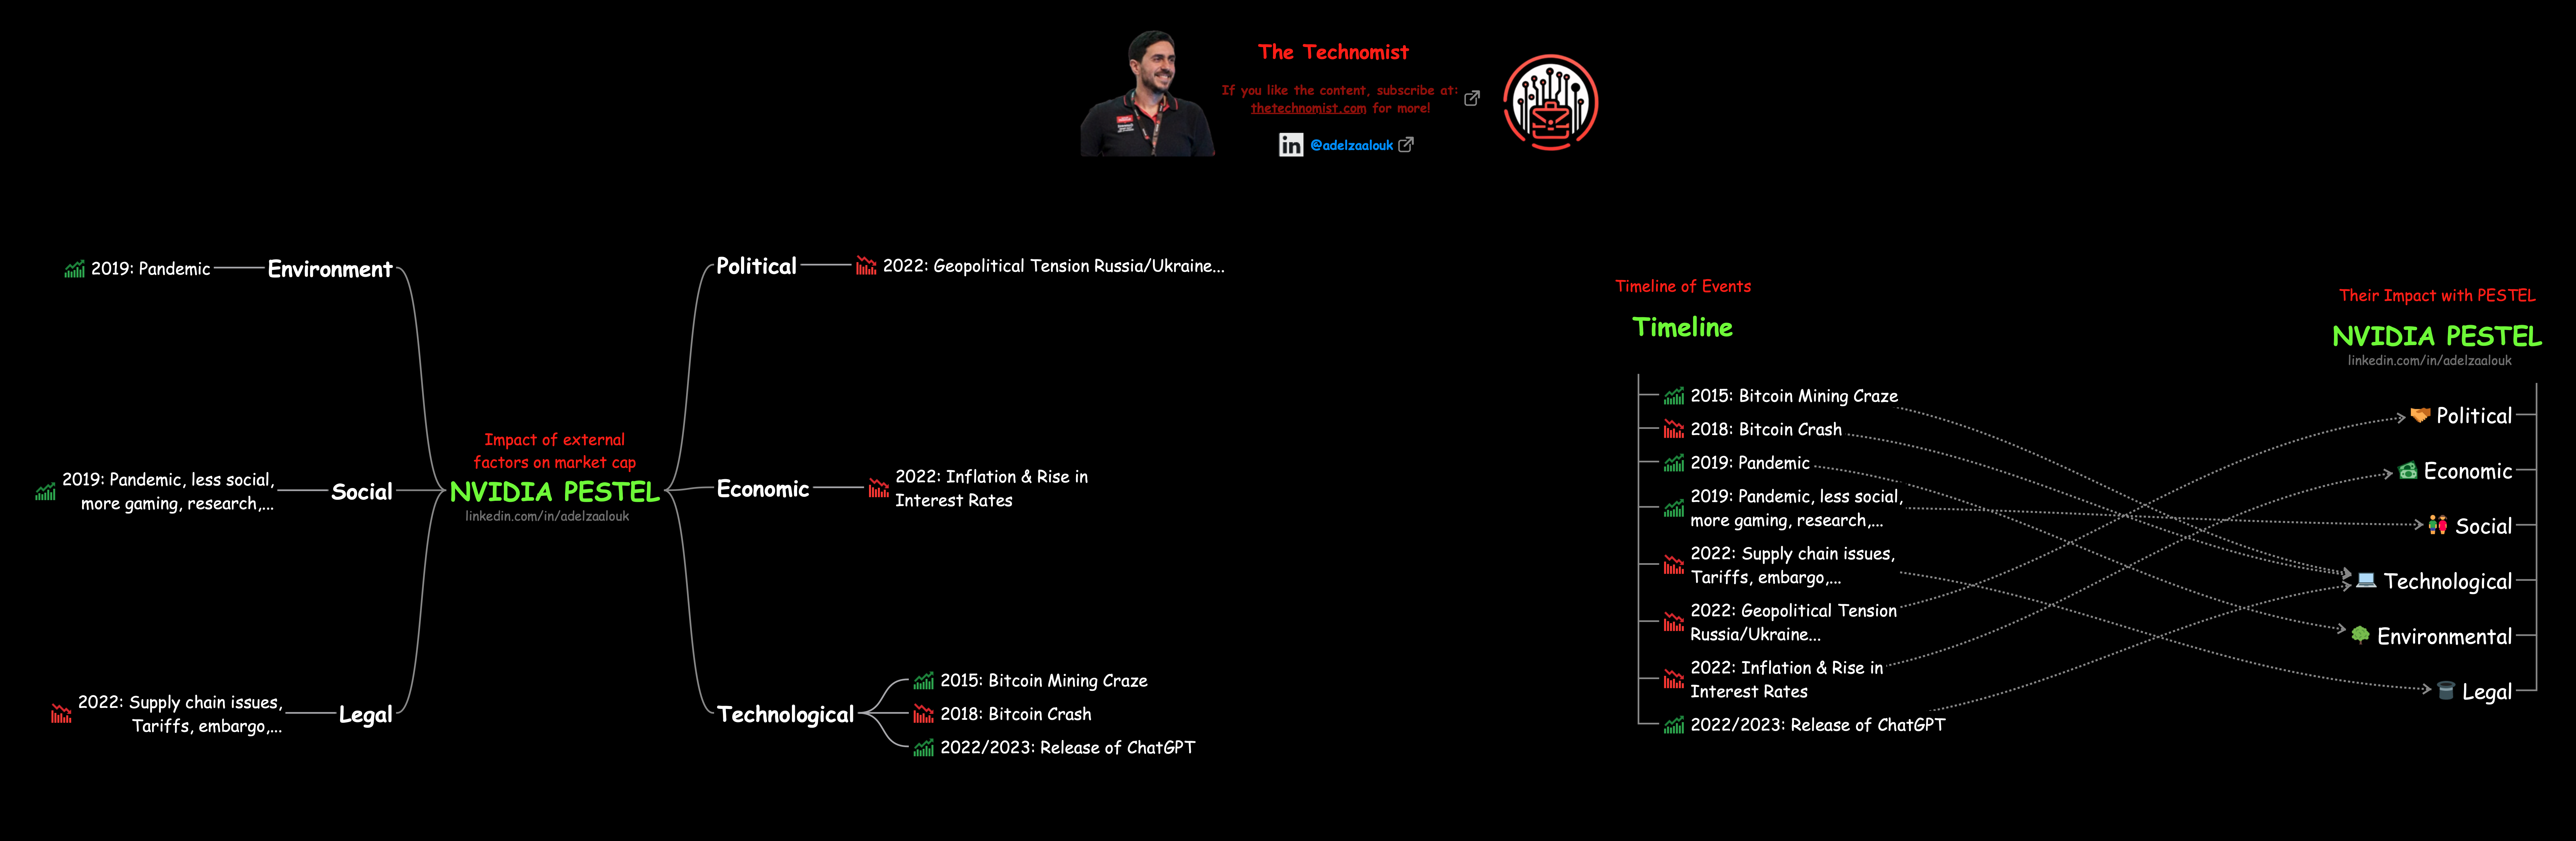 The Technomist
If you like the content, subscribe at:
thetechnomist.com for more!
in @adelzaalouk
2019: Pandemic
Environment
2019: Pandemic, less social,
more gaming, research,...
Social
2022: Supply chain issues,
Tariffs, embargo,...
Legal
Impact of external
factors on market cap
NVIDIA PESTEL
linkedin.com/in/adelzaalouk
Political
2022: Geopolitical Tension Russia/Ukraine...
Economic
2022: Inflation & Rise in
Interest Rates
Technological
2015: Bitcoin Mining Craze
2018: Bitcoin Crash
2022/2023: Release of ChatGPT
Timeline of Events
Timeline
2015: Bitcoin Mining Craze
2018: Bitcoin Crash
2019: Pandemic
2019: Pandemic, less social,
more gaming, research,...
2022: Supply chain issues,
Tariffs, embargo,...
2022: Geopolitical Tension
Russia/Ukraine...
2022: Inflation & Rise in
Interest Rates
2022/2023: Release of ChatGPT
Their Impact with PESTEL
NVIDIA PESTEL
linkedin.com/in/adelzaalouk
Political
Economic
Social
Technological
Environmental
Legal